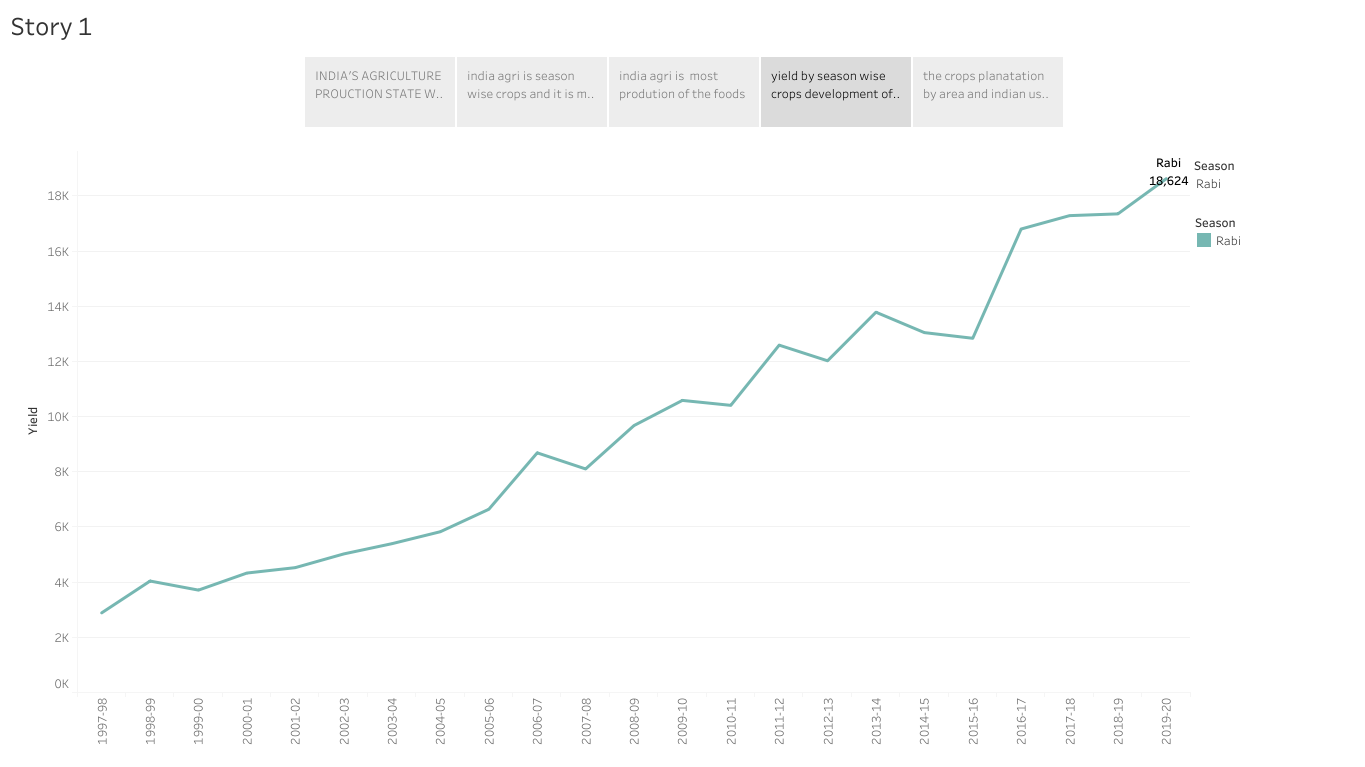 Story 1
INDIA'S AGRICULTURE
PROUCTION STATE W..
india agri is season
wise crops and it is m..
india agri is  most
prodution of the foods
yield by season wise
crops development of..
the crops planatation
by area and indian us..
Rabi
18,624
Season
Rabi
Season
Rabi
18K
16K
14K
12K
10K
8K
6K
4K
2K
0K
Yield
1997-98
1998-99
1999-00
2000-01
2001-02
2002-03
2003-04
2004-05
2005-06
2006-07
2007-08
2008-09
2009-10
2010-11
2011-12
2012-13
2013-14
2014-15
2015-16
2016-17
2017-18
2018-19
2019-20